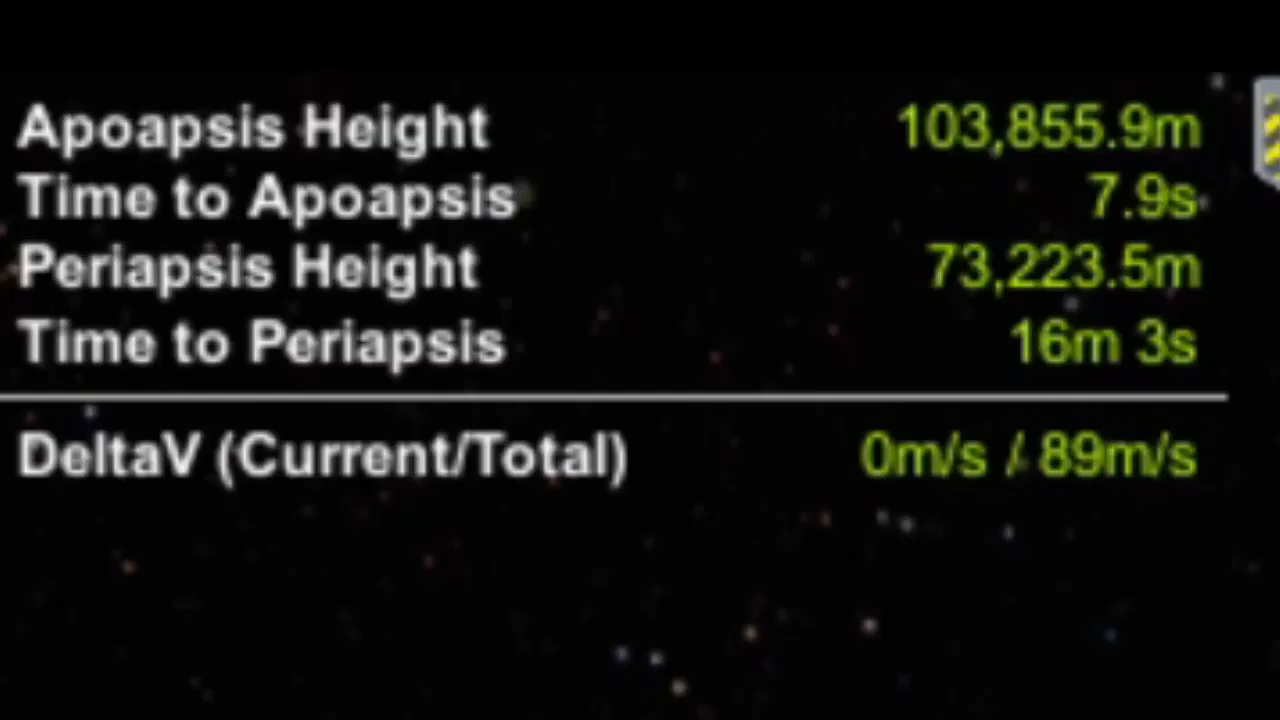 Apoapsis Height 103,855.9m
Time to Apoapsis 7.9s
Periapsis Height 73,223.5m
Time to Periapsis 16m 3s
DeltaV (Current/Total) 0m/s / 89m/s